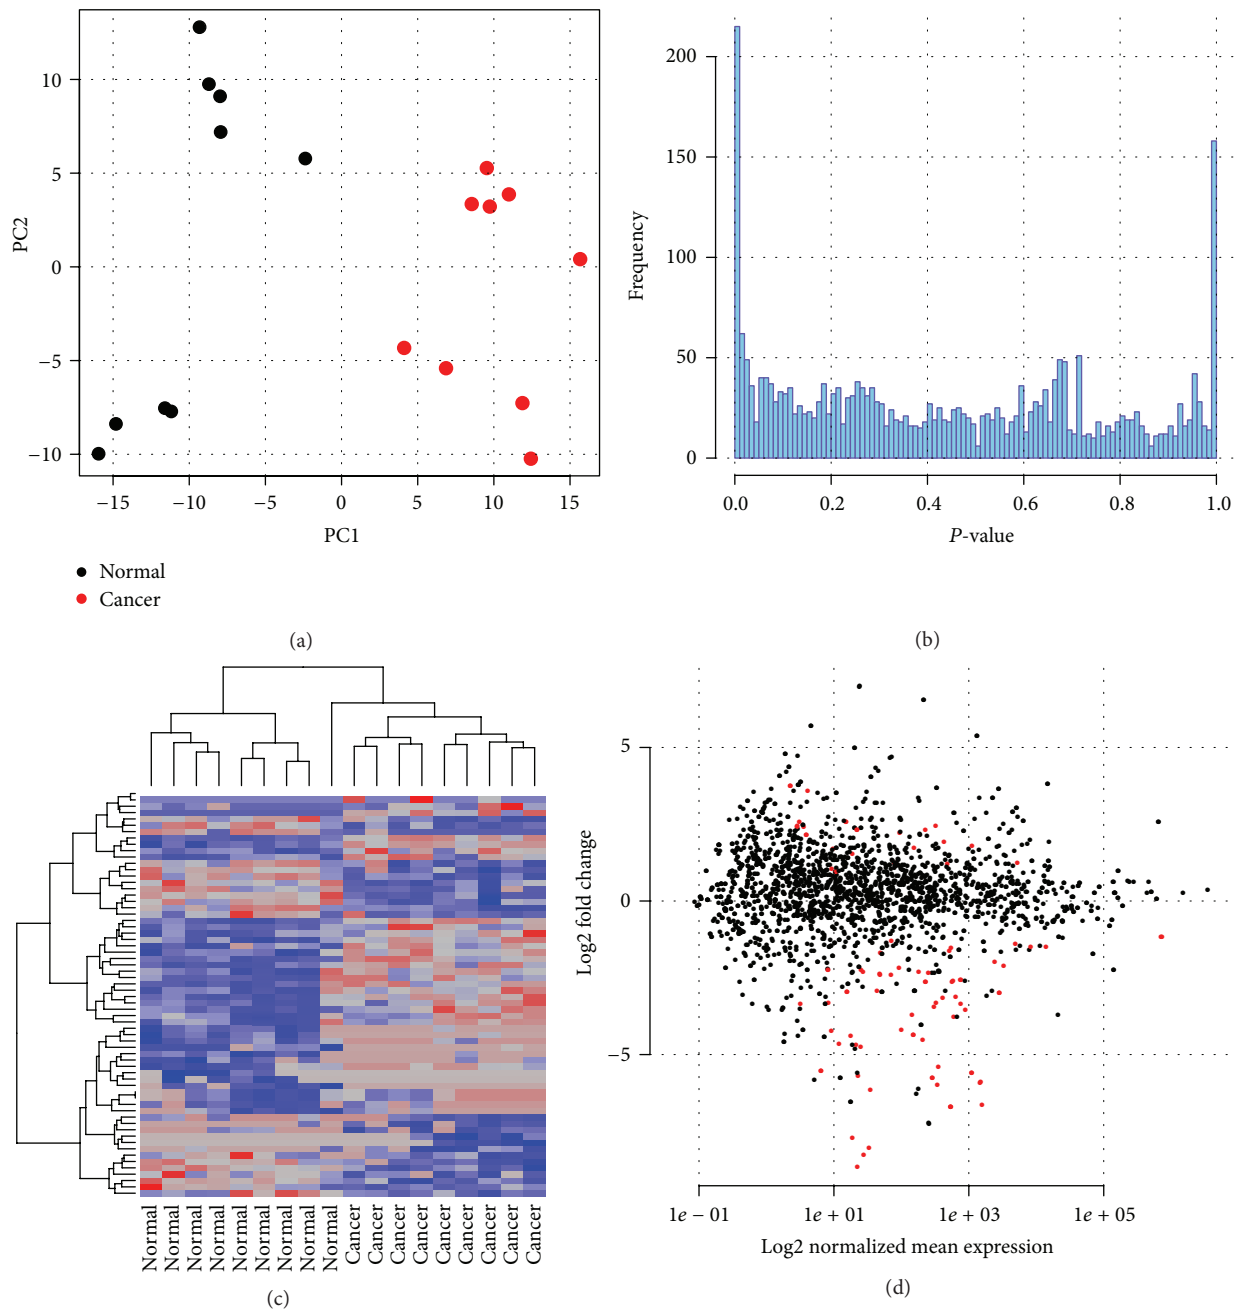 10
5
0
−5
−10
PC2
−15
−10
−5
0
5
10
15
PC1
Normal
Cancer
(a)
200
150
100
50
0
Frequency
0.0
0.2
0.4
0.6
0.8
1.0
P-value
(b)
Normal
Normal
Normal
Normal
Normal
Normal
Normal
Normal
Normal
Cancer
Cancer
Cancer
Cancer
Cancer
Cancer
Cancer
Cancer
Cancer
(c)
5
0
−5
Log2 fold change
1e − 01
1e + 01
1e + 03
1e + 05
Log2 normalized mean expression
(d)